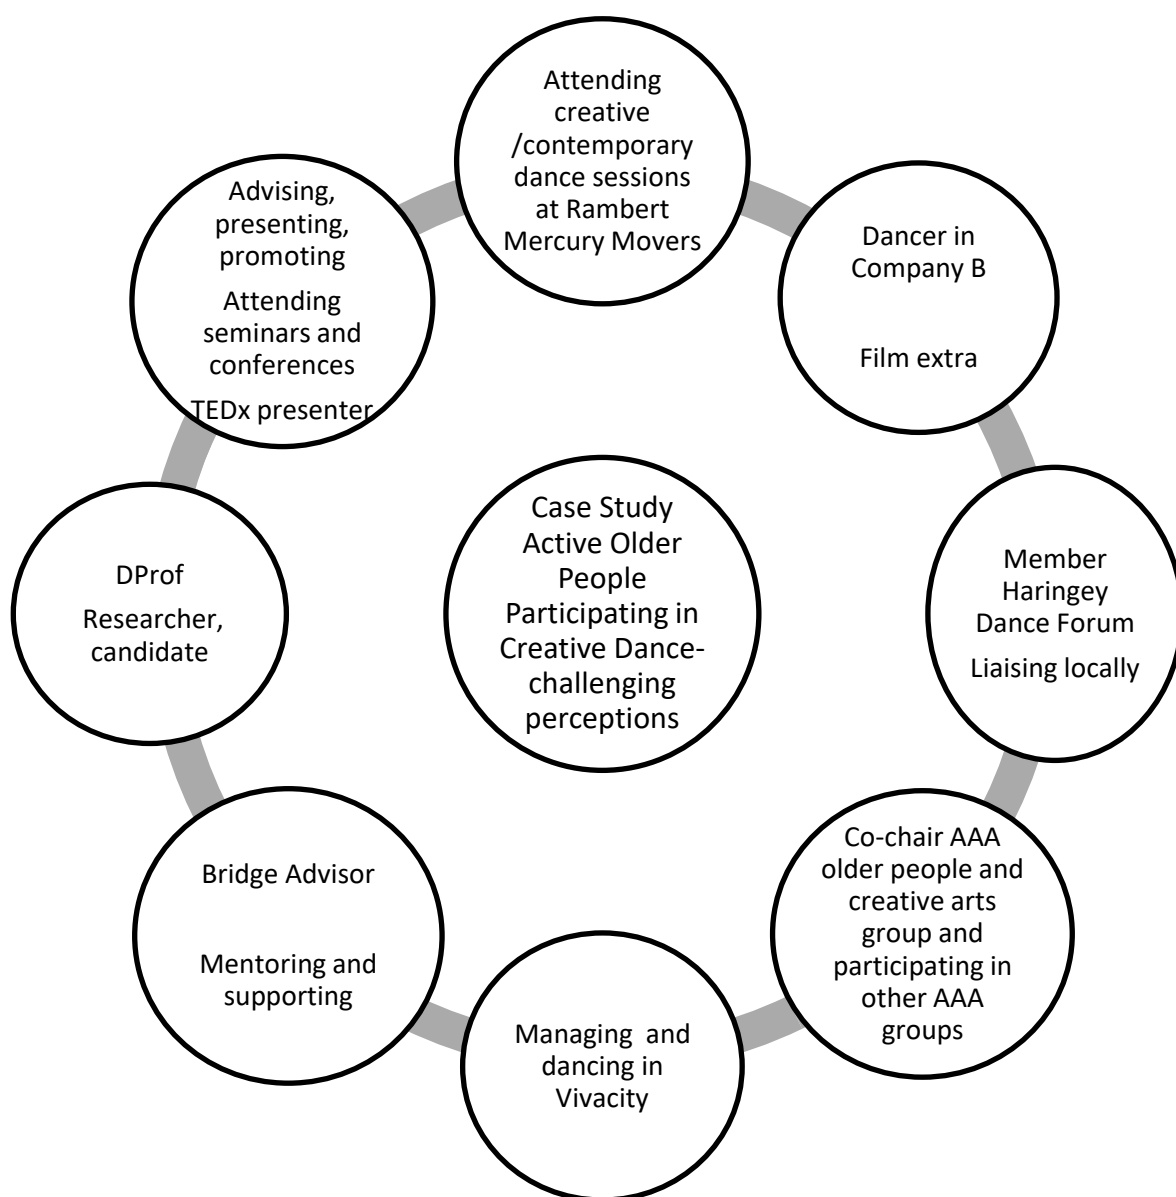 Attending
creative
/contemporary
dance sessions
at Rambert
Mercury Movers
Dancer in
Company B
Film extra
Member
Haringey
Dance Forum
Liaising locally
Co-chair AAA
older people and
creative arts
group and
participating in
other AAA
groups
Managing  and
dancing in
Vivacity
Bridge Advisor
Mentoring and
supporting
DProf
Researcher,
candidate
Advising,
presenting,
promoting
Attending
seminars and
conferences
TEDx presenter
Case Study
Active Older
People
Participating in
Creative Dance-
challenging
perceptions